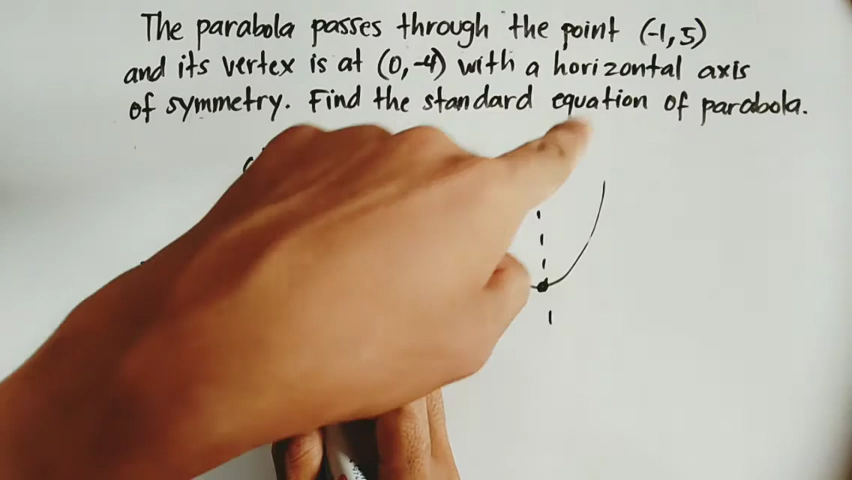 The parabola passes through the point (-1, 5)
and its vertex is at (0, -4) with a horizontal axis
of symmetry. Find the standard equation of parabola.